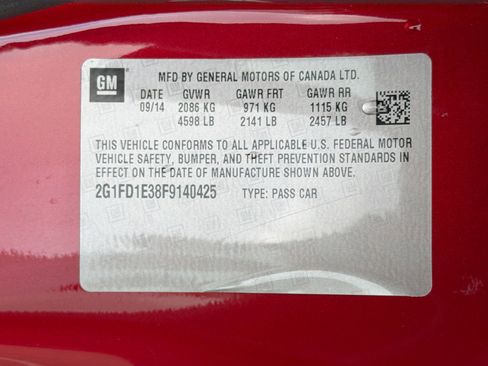 GM
MFD BY GENERAL MOTORS OF CANADA LTD.
DATE GVWR GAWR FRT GAWR RR
09/14 2086 KG 971 KG 1115 KG
4598 LB 2141 LB 2457 LB
THIS VEHICLE CONFORMS TO ALL APPLICABLE U.S. FEDERAL MOTOR
VEHICLE SAFETY, BUMPER, AND THEFT PREVENTION STANDARDS IN
EFFECT ON THE DATE OF MANUFACTURE SHOWN ABOVE.
2G1FD1E38F9140425 TYPE: PASS CAR